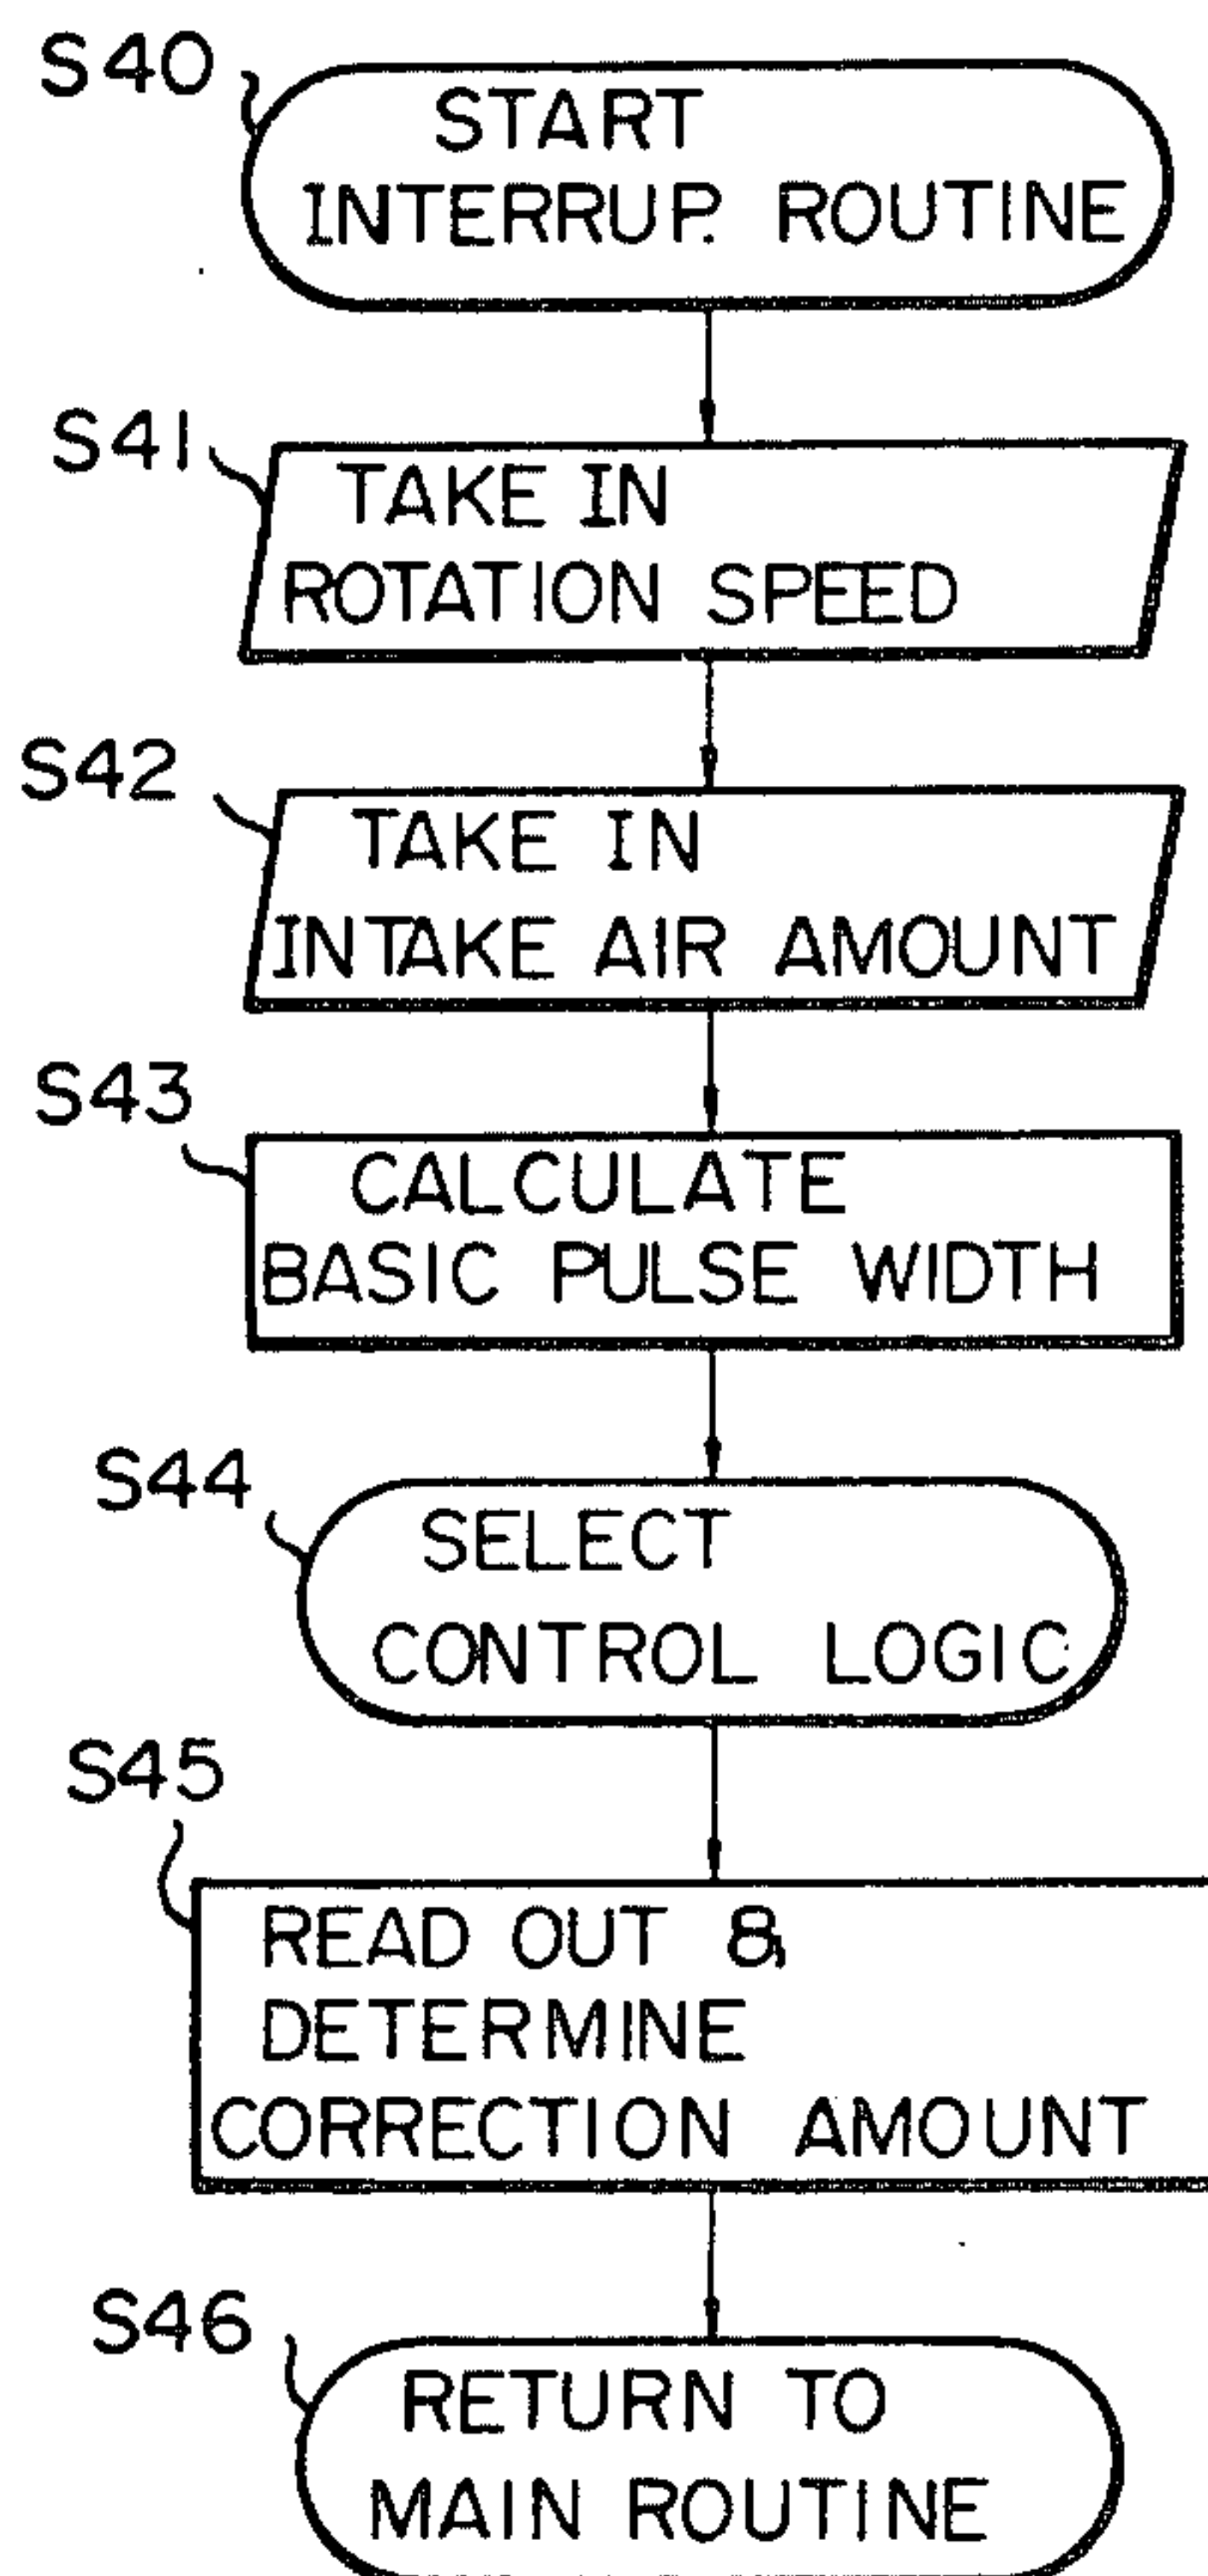 S40
START
INTERRUP. ROUTINE
S41
TAKE IN
ROTATION SPEED
S42
TAKE IN
INTAKE AIR AMOUNT
S43
CALCULATE
BASIC PULSE WIDTH
S44
SELECT
CONTROL LOGIC
S45
READ OUT &
DETERMINE
CORRECTION AMOUNT
S46
RETURN TO
MAIN ROUTINE